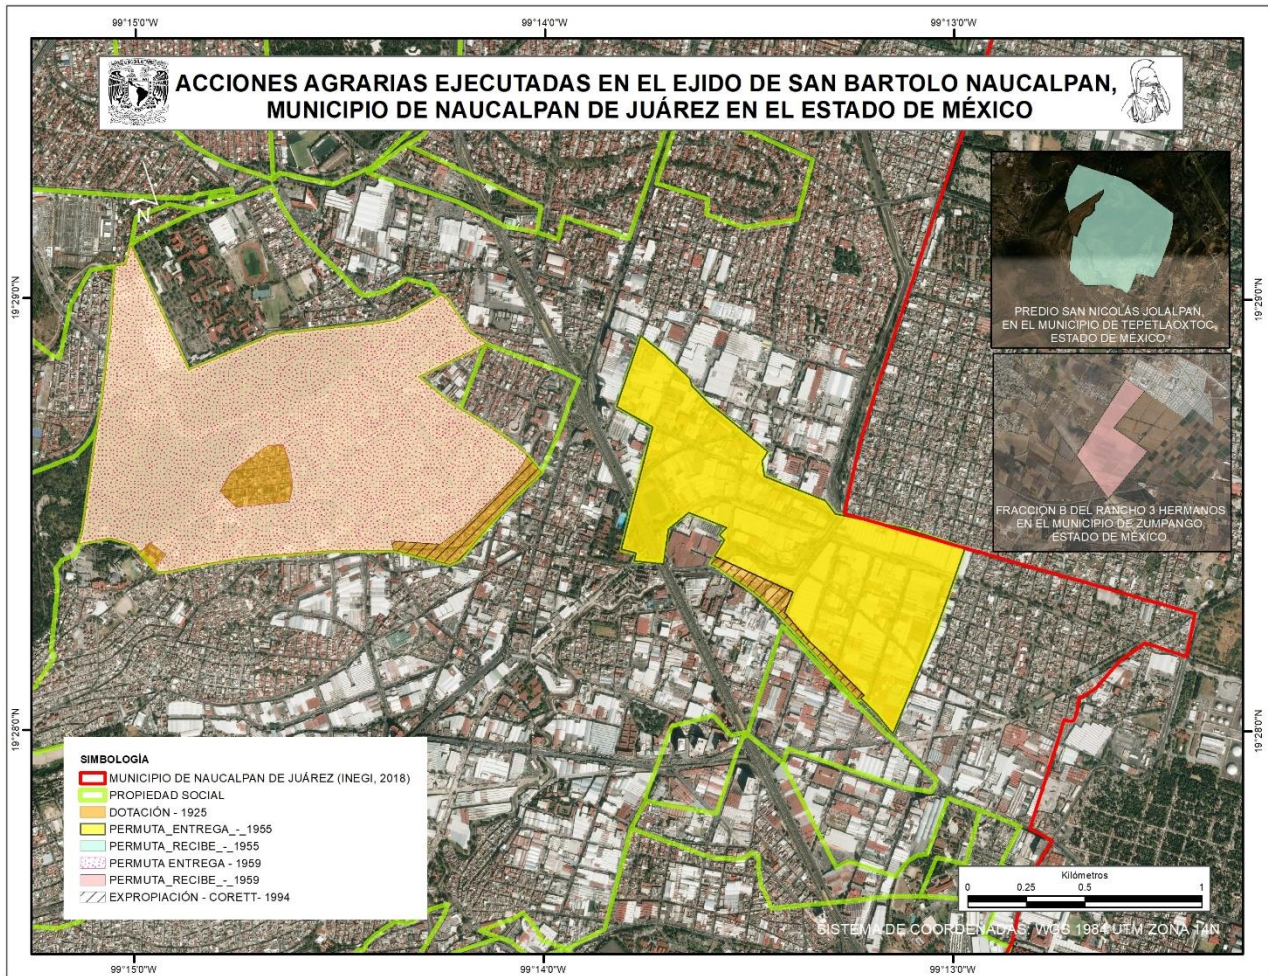 99°15'0"W
99°14'0"W
99°13'0"W
ACCIONES AGRARIAS EJECUTADAS EN EL EJIDO DE SAN BARTOLO NAUCALPAN,
MUNICIPIO DE NAUCALPAN DE JUÁREZ EN EL ESTADO DE MÉXICO
N
19°29'0"N
19°29'0"N
PREDIO SAN NICOLÁS JOLALPAN,
EN EL MUNICIPIO DE TEPETLAOXTOC,
ESTADO DE MÉXICO.
FRACCIÓN B DEL RANCHO 3 HERMANOS
EN EL MUNICIPIO DE ZUMPANGO
ESTADO DE MÉXICO.
19°28'0"N
19°28'0"N
SIMBOLOGÍA
MUNICIPIO DE NAUCALPAN DE JUÁREZ (INEGI, 2018)
PROPIEDAD SOCIAL
DOTACIÓN - 1925
PERMUTA_ENTREGA_-_1955
PERMUTA_RECIBE_-_1955
PERMUTA ENTREGA - 1959
PERMUTA_RECIBE_-_1959
EXPROPIACIÓN - CORETT- 1994
Kilómetros
0 0.25 0.5 1
SISTEMA DE COORDENADAS: WGS 1984 UTM ZONA 14N
99°15'0"W
99°14'0"W
99°13'0"W